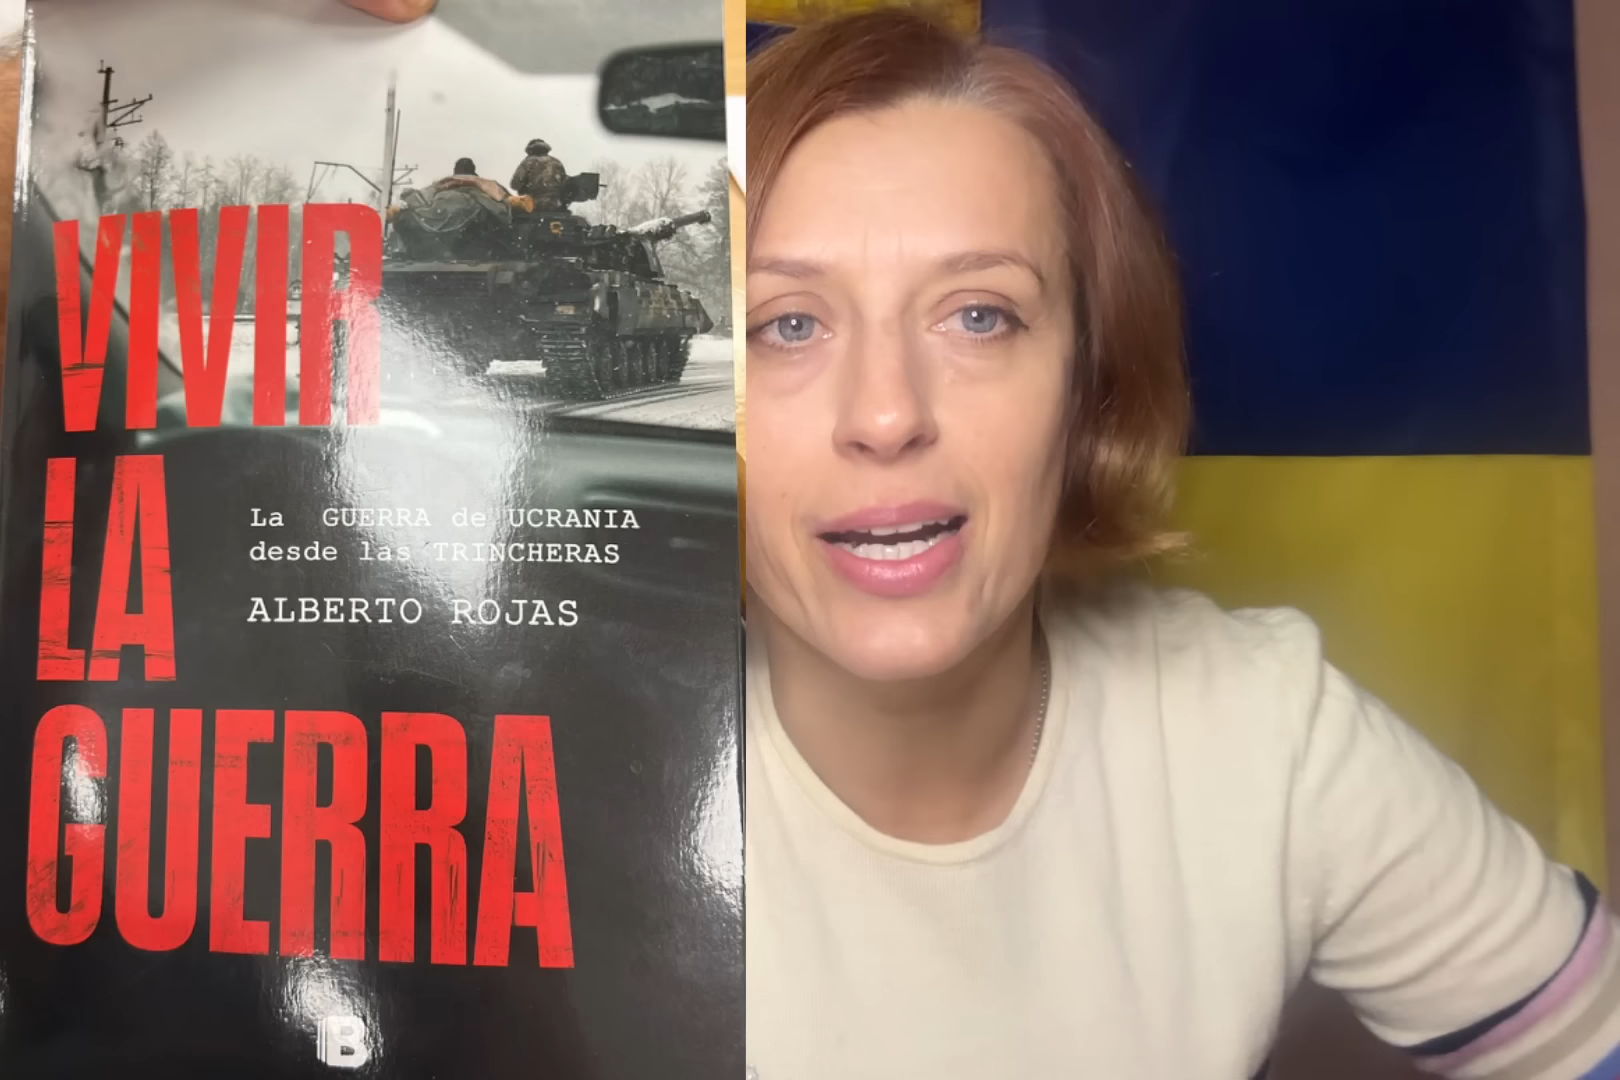 VIVIR
LA
La GUERRA de UCRANIA
desde las TRINCHERAS
ALBERTO ROJAS
GUERRA
B